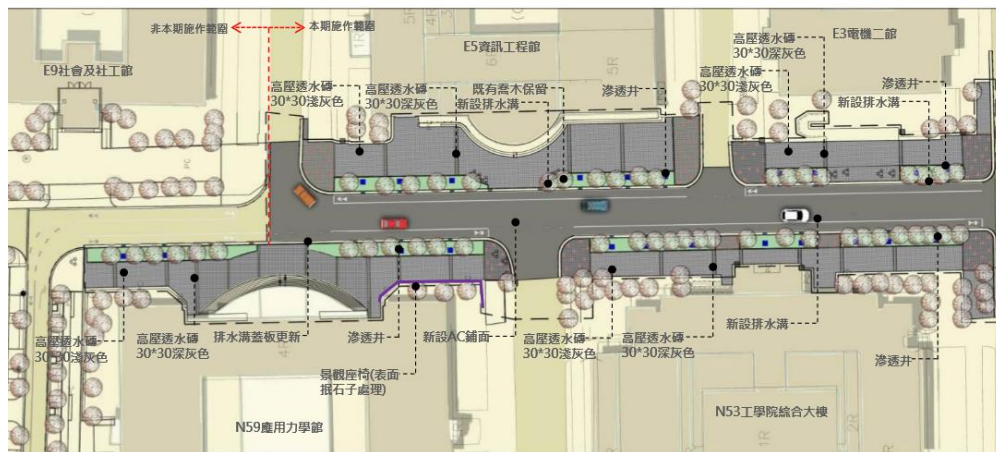 非本期施作範圍
本期施作範圍
E9社會及社工館
E5資訊工程館
E3電機二館
高壓透水磚
30*30淺灰色
高壓透水磚
30*30深灰色
既有喬木保留
新設排水溝
滲透井
高壓透水磚
30*30深灰色
高壓透水磚
30*30淺灰色
滲透井
新設排水溝
高壓透水磚
30*30淺灰色
高壓透水磚
30*30深灰色
排水溝蓋板更新
滲透井
新設AC鋪面
高壓透水磚
30*30淺灰色
高壓透水磚
30*30深灰色
新設排水溝
滲透井
景觀座椅(表面
抿石子處理)
N59應用力學館
N53工學院綜合大樓
5R
6R
5R
1R
4R
1R
2R